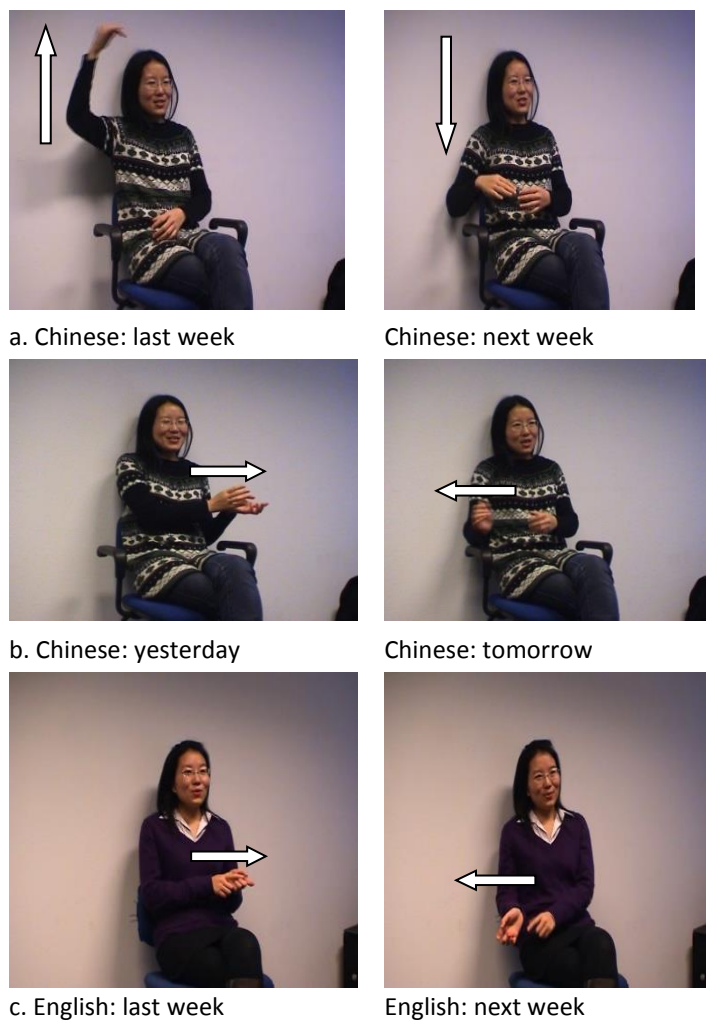 a. Chinese: last week
Chinese: next week
b. Chinese: yesterday
Chinese: tomorrow
c. English: last week
English: next week